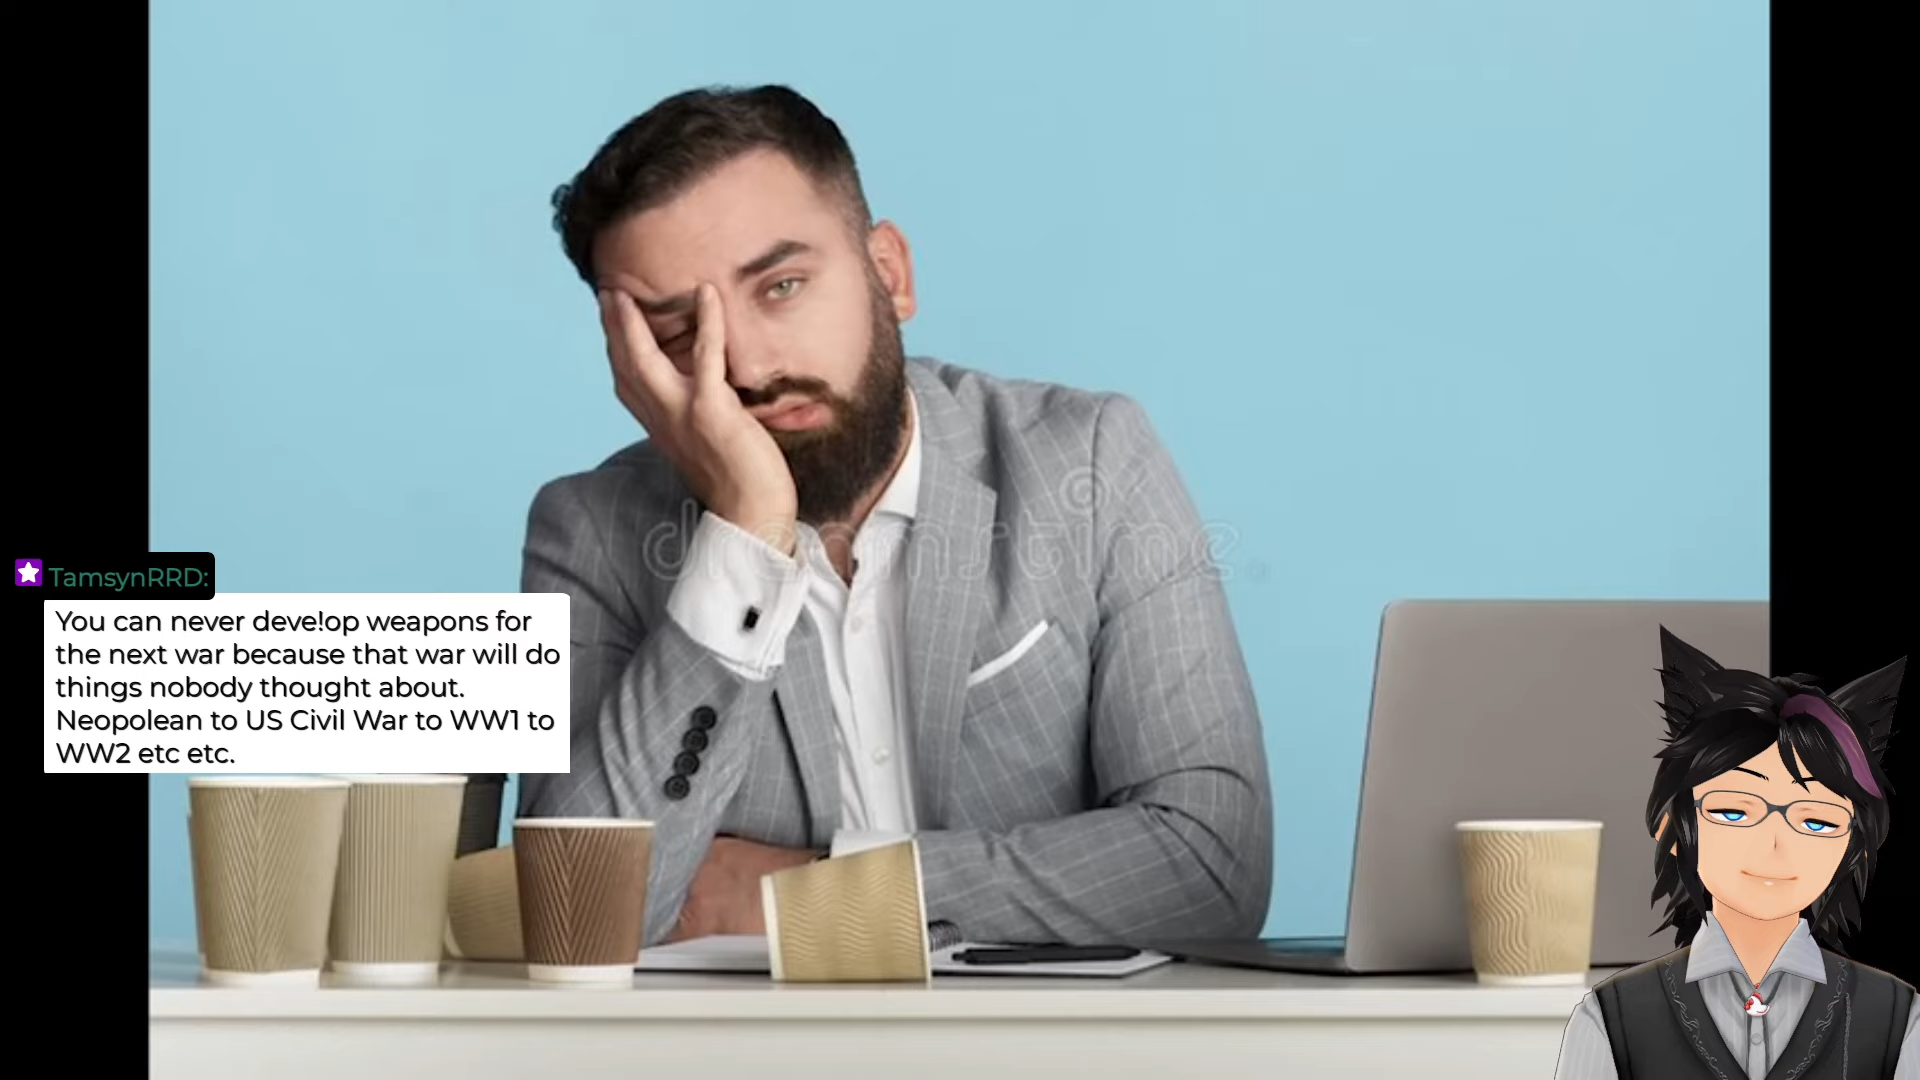 dreamstime
TamsynRRD:
You can never deve!op weapons for
the next war because that war will do
things nobody thought about.
Neopolean to US Civil War to WW1 to
WW2 etc etc.